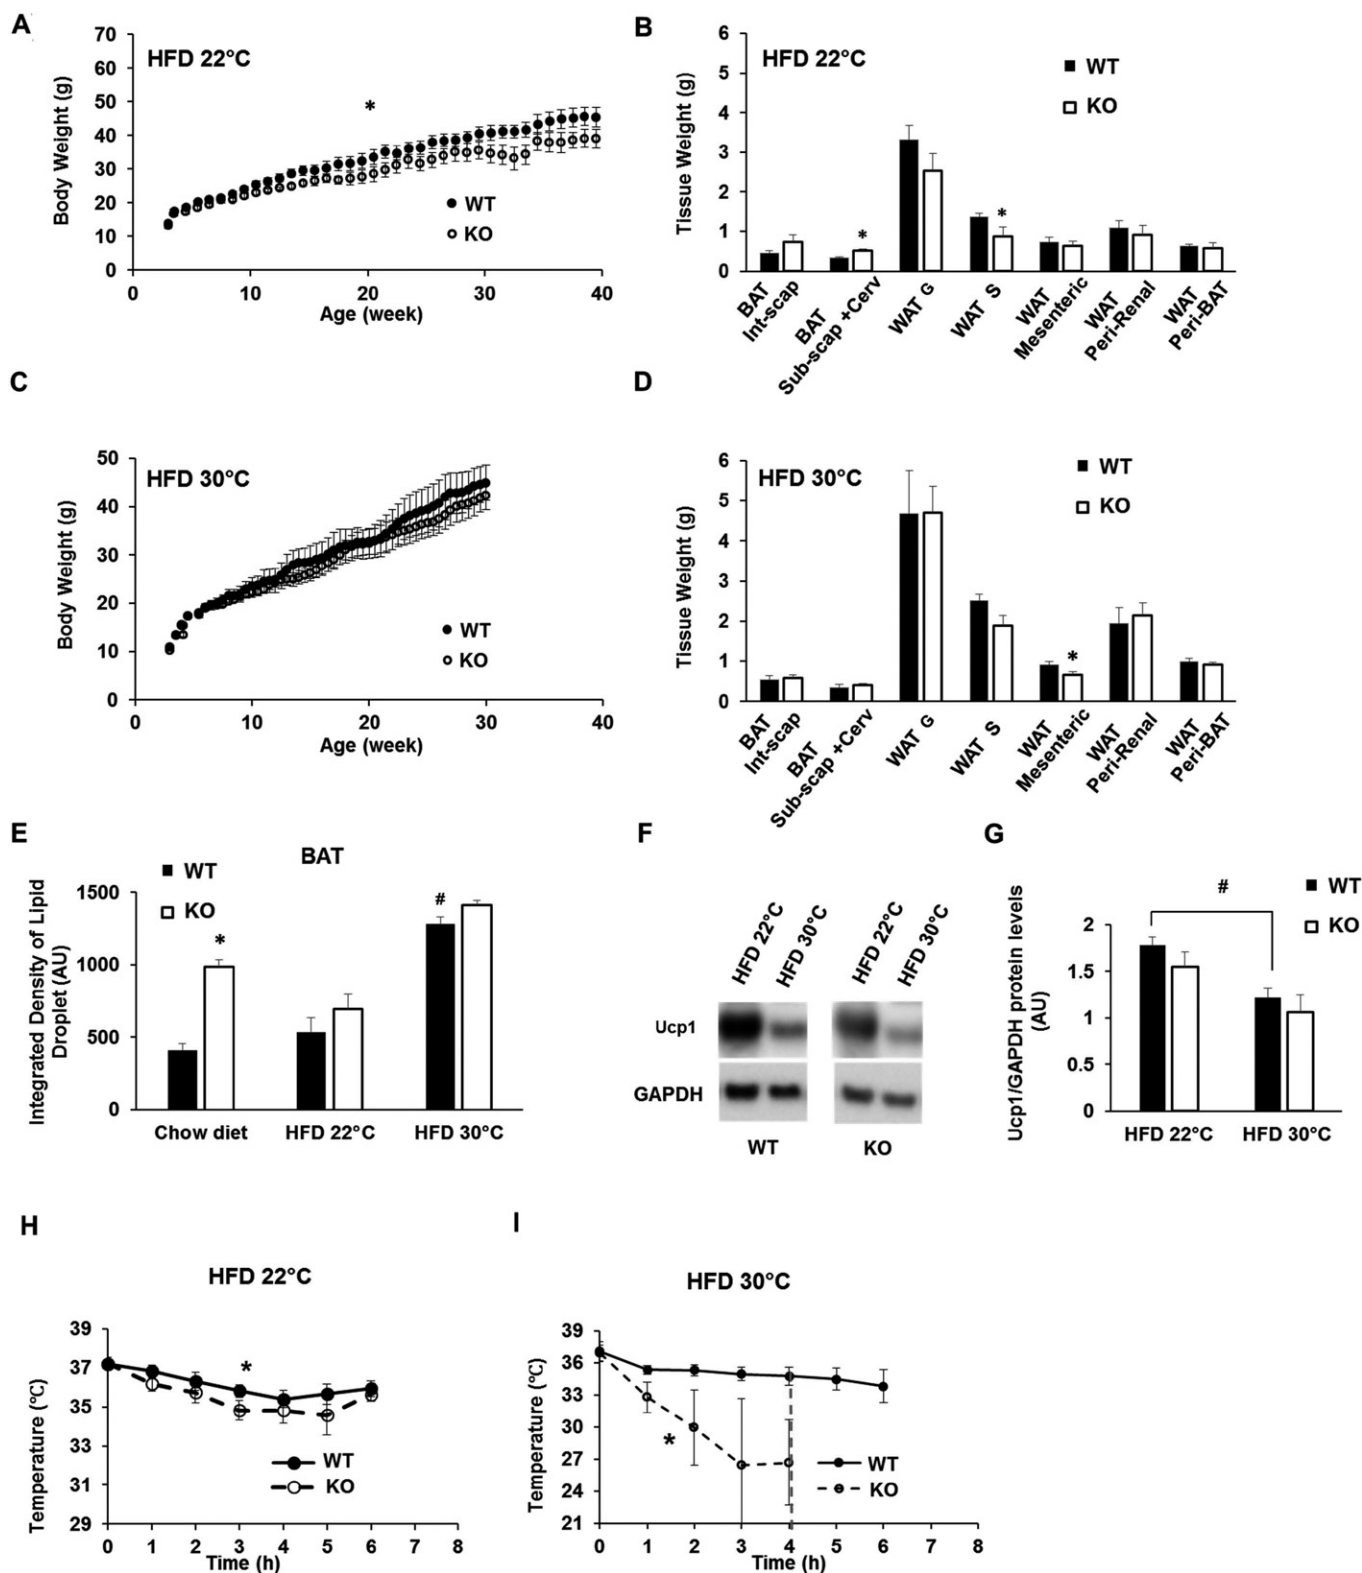 A
HFD 22°C
Body Weight (g)
70
60
50
40
30
20
10
0
*
WT
KO
0 10 20 30 40
Age (week)
B
HFD 22°C
Tissue Weight (g)
6
5
4
3
2
1
0
WT
KO
*
*
BAT
Int-scap
BAT
Sub-scap +Cerv
WAT G
WAT S
WAT
Mesenteric
WAT
Peri-Renal
WAT
Peri-BAT
C
HFD 30°C
Body Weight (g)
50
40
30
20
10
0
WT
KO
0 10 20 30 40
Age (week)
D
HFD 30°C
Tissue Weight (g)
6
5
4
3
2
1
0
WT
KO
*
BAT
Int-scap
BAT
Sub-scap +Cerv
WAT G
WAT S
WAT
Mesenteric
WAT
Peri-Renal
WAT
Peri-BAT
E
BAT
WT
KO
Integrated Density of Lipid
Droplet (AU)
1500
1000
500
0
*
#
Chow diet HFD 22°C HFD 30°C
F
HFD 22°C
HFD 30°C
HFD 22°C
HFD 30°C
Ucp1
GAPDH
WT KO
G
#
WT
KO
Ucp1/GAPDH protein levels
(AU)
2
1.5
1
0.5
0
HFD 22°C HFD 30°C
H
HFD 22°C
Temperature (°C)
39
37
35
33
31
29
*
WT
KO
0 1 2 3 4 5 6 7 8
Time (h)
I
HFD 30°C
Temperature (°C)
39
36
33
30
27
24
21
*
WT
KO
0 1 2 3 4 5 6 7 8
Time (h)